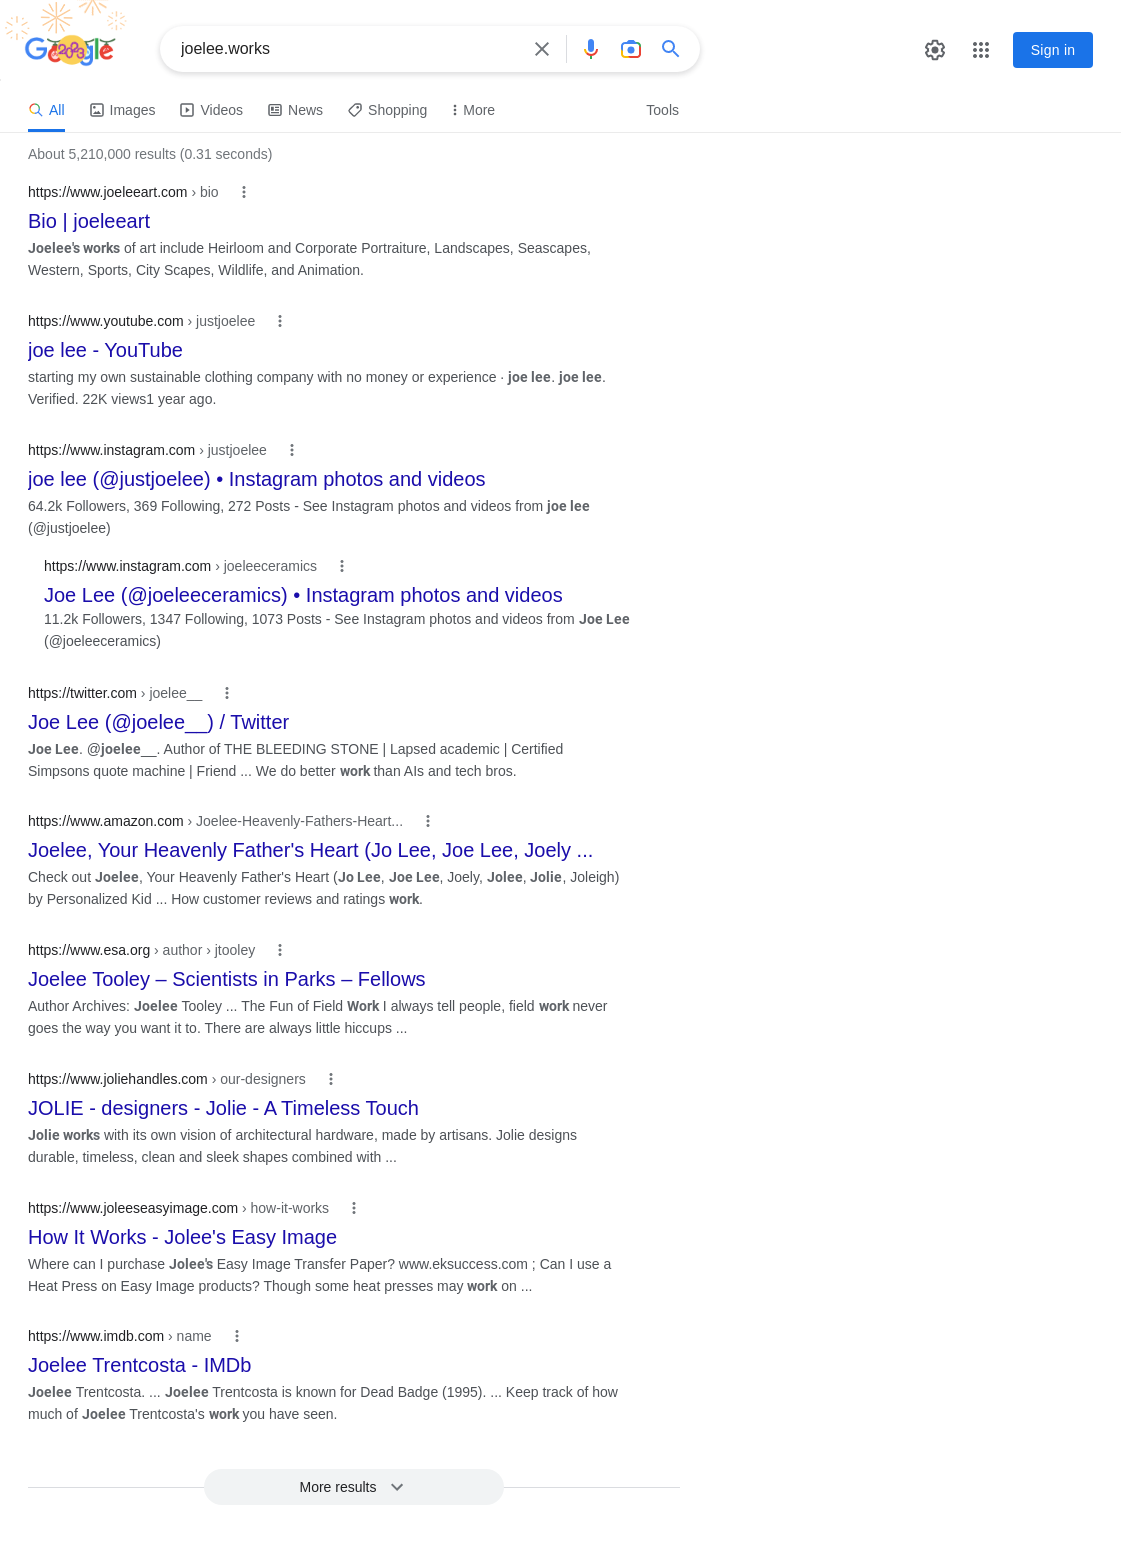 Google
joelee.works
Sign in
All
Images
Videos
News
Shopping
More
Tools
About 5,210,000 results (0.31 seconds)
https://www.joeleeart.com › bio
Bio | joeleeart
Joelee's works of art include Heirloom and Corporate Portraiture, Landscapes, Seascapes,
Western, Sports, City Scapes, Wildlife, and Animation.
https://www.youtube.com › justjoelee
joe lee - YouTube
starting my own sustainable clothing company with no money or experience · joe lee. joe lee.
Verified. 22K views1 year ago.
https://www.instagram.com › justjoelee
joe lee (@justjoelee) • Instagram photos and videos
64.2k Followers, 369 Following, 272 Posts - See Instagram photos and videos from joe lee
(@justjoelee)
https://www.instagram.com › joeleeceramics
Joe Lee (@joeleeceramics) • Instagram photos and videos
11.2k Followers, 1347 Following, 1073 Posts - See Instagram photos and videos from Joe Lee
(@joeleeceramics)
https://twitter.com › joelee__
Joe Lee (@joelee__) / Twitter
Joe Lee. @joelee__. Author of THE BLEEDING STONE | Lapsed academic | Certified
Simpsons quote machine | Friend ... We do better work than AIs and tech bros.
https://www.amazon.com › Joelee-Heavenly-Fathers-Heart...
Joelee, Your Heavenly Father's Heart (Jo Lee, Joe Lee, Joely ...
Check out Joelee, Your Heavenly Father's Heart (Jo Lee, Joe Lee, Joely, Jolee, Jolie, Joleigh)
by Personalized Kid ... How customer reviews and ratings work.
https://www.esa.org › author › jtooley
Joelee Tooley – Scientists in Parks – Fellows
Author Archives: Joelee Tooley ... The Fun of Field Work I always tell people, field work never
goes the way you want it to. There are always little hiccups ...
https://www.joliehandles.com › our-designers
JOLIE - designers - Jolie - A Timeless Touch
Jolie works with its own vision of architectural hardware, made by artisans. Jolie designs
durable, timeless, clean and sleek shapes combined with ...
https://www.joleeseasyimage.com › how-it-works
How It Works - Jolee's Easy Image
Where can I purchase Jolee's Easy Image Transfer Paper? www.eksuccess.com ; Can I use a
Heat Press on Easy Image products? Though some heat presses may work on ...
https://www.imdb.com › name
Joelee Trentcosta - IMDb
Joelee Trentcosta. ... Joelee Trentcosta is known for Dead Badge (1995). ... Keep track of how
much of Joelee Trentcosta's work you have seen.
More results